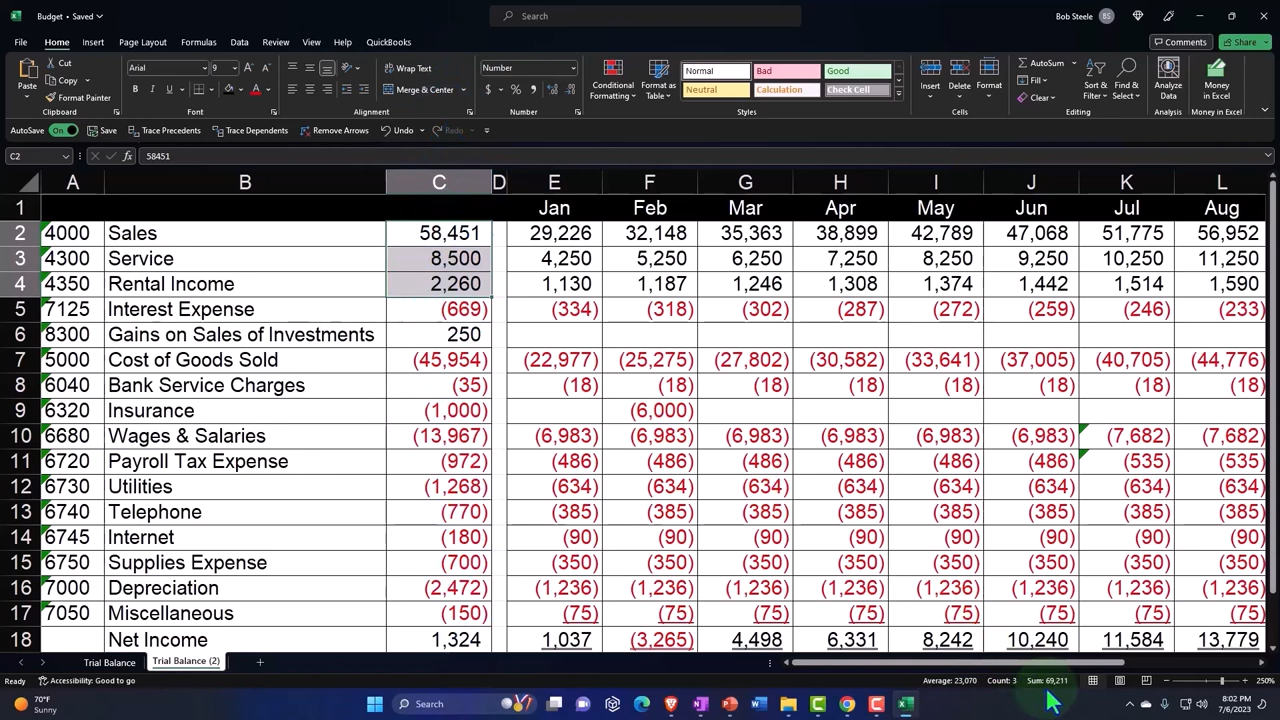 Budget • Saved
Search
Bob Steele BS
File Home Insert Page Layout Formulas Data Review View Help QuickBooks Comments Share
Paste Cut Copy Format Painter Clipboard
Arial 9 B I U A Font
Wrap Text Merge & Center Alignment
Number $ % Number
Conditional Formatting Format as Table Normal Bad Good Neutral Calculation Check Cell Styles
Insert Delete Format Cells
AutoSum Fill Clear Sort & Filter Find & Select Editing
Analyze Data Analysis Money in Excel Money in Excel
AutoSave On Save Trace Precedents Trace Dependents Remove Arrows Undo Redo
C2 fx 58451
A B C D E F G H I J K L
1 Jan Feb Mar Apr May Jun Jul Aug
2 4000 Sales 58,451 29,226 32,148 35,363 38,899 42,789 47,068 51,775 56,952
3 4300 Service 8,500 4,250 5,250 6,250 7,250 8,250 9,250 10,250 11,250
4 4350 Rental Income 2,260 1,130 1,187 1,246 1,308 1,374 1,442 1,514 1,590
5 7125 Interest Expense (669) (334) (318) (302) (287) (272) (259) (246) (233)
6 8300 Gains on Sales of Investments 250
7 5000 Cost of Goods Sold (45,954) (22,977) (25,275) (27,802) (30,582) (33,641) (37,005) (40,705) (44,776)
8 6040 Bank Service Charges (35) (18) (18) (18) (18) (18) (18) (18) (18)
9 6320 Insurance (1,000) (6,000)
10 6680 Wages & Salaries (13,967) (6,983) (6,983) (6,983) (6,983) (6,983) (6,983) (7,682) (7,682)
11 6720 Payroll Tax Expense (972) (486) (486) (486) (486) (486) (486) (535) (535)
12 6730 Utilities (1,268) (634) (634) (634) (634) (634) (634) (634) (634)
13 6740 Telephone (770) (385) (385) (385) (385) (385) (385) (385) (385)
14 6745 Internet (180) (90) (90) (90) (90) (90) (90) (90) (90)
15 6750 Supplies Expense (700) (350) (350) (350) (350) (350) (350) (350) (350)
16 7000 Depreciation (2,472) (1,236) (1,236) (1,236) (1,236) (1,236) (1,236) (1,236) (1,236)
17 7050 Miscellaneous (150) (75) (75) (75) (75) (75) (75) (75) (75)
18 Net Income 1,324 1,037 (3,265) 4,498 6,331 8,242 10,240 11,584 13,779
Trial Balance Trial Balance (2)
Ready Accessibility: Good to go Average: 23,070 Count: 3 Sum: 69,211 250%
70°F
Sunny
Search
8:02 PM
7/6/2023